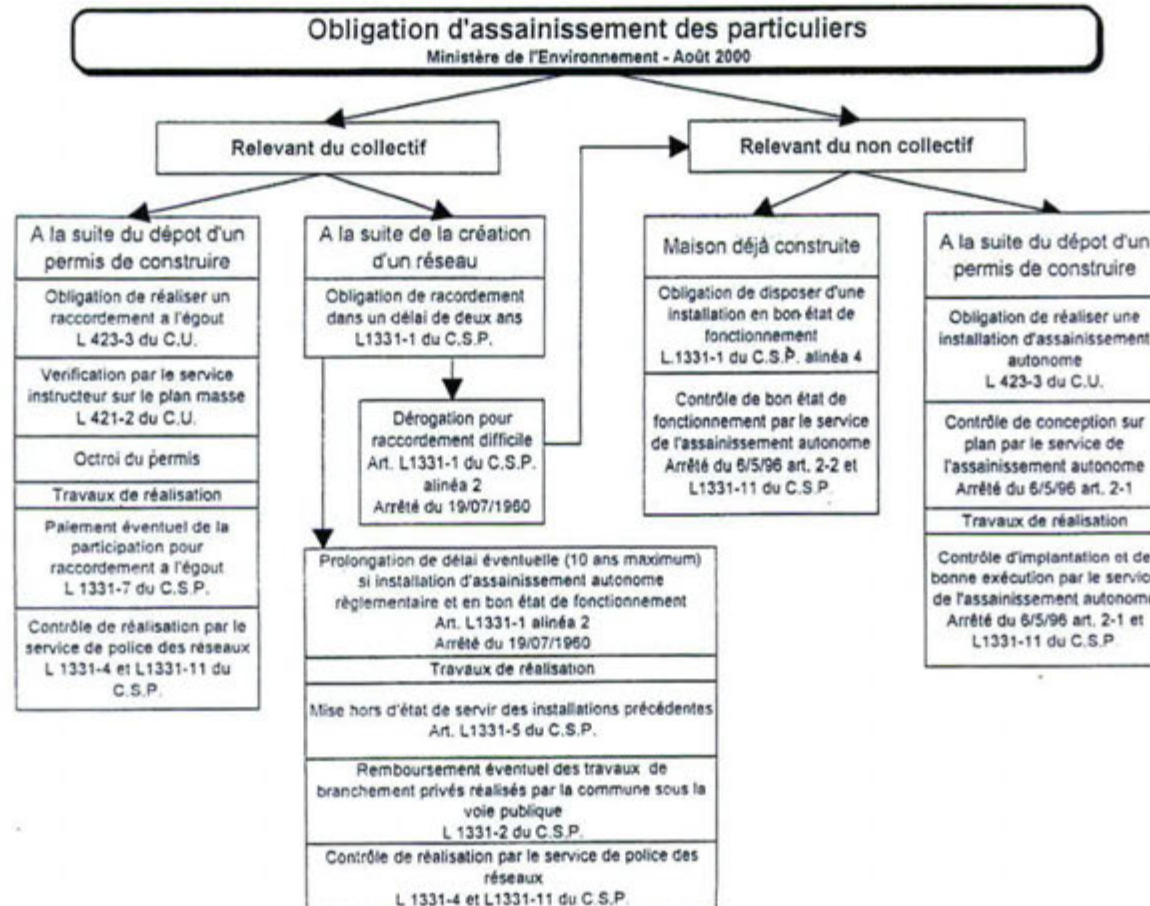 Obligation d'assainissement des particuliers
Ministère de l'Environnement - Août 2000
Relevant du collectif
Relevant du non collectif
A la suite du dépot d'un
permis de construire
Obligation de réaliser un
raccordement a l'égout
L 423-3 du C.U.
Verification par le service
instructeur sur le plan masse
L 421-2 du C.U.
Octroi du permis
Travaux de réalisation
Paiement éventuel de la
participation pour
raccordement a l'égout
L 1331-7 du C.S.P.
Contrôle de réalisation par le
service de police des réseaux
L 1331-4 et L1331-11 du
C.S.P.
A la suite de la création
d'un réseau
Obligation de racordement
dans un délai de deux ans
L1331-1 du C.S.P.
Dérogation pour
raccordement difficile
Art. L1331-1 du C.S.P.
alinéa 2
Arrêté du 19/07/1960
Prolongation de délai éventuelle (10 ans maximum)
si installation d'assainissement autonome
règlementaire et en bon état de fonctionnement
Art. L1331-1 alinéa 2
Arrêté du 19/07/1960
Travaux de réalisation
Mise hors d'état de servir des installations précédentes
Art. L1331-5 du C.S.P.
Remboursement éventuel des travaux de
branchement privés réalisés par la commune sous la
voie publique
L 1331-2 du C.S.P.
Contrôle de réalisation par le service de police des
réseaux
L 1331-4 et L1331-11 du C.S.P.
Maison déjà construite
Obligation de disposer d'une
installation en bon état de
fonctionnement
L.1331-1 du C.S.P. alinéa 4
Contrôle de bon état de
fonctionnement par le service
de l'assainissement autonome
Arrêté du 6/5/96 art. 2-2 et
L1331-11 du C.S.P.
A la suite du dépot d'un
permis de construire
Obligation de réaliser une
installation d'assainissement
autonome
L 423-3 du C.U.
Contrôle de conception sur
plan par le service de
l'assainissement autonome
Arrêté du 6/5/96 art. 2-1
Travaux de réalisation
Contrôle d'implantation et de
bonne exécution par le service
de l'assainissement autonome
Arrêté du 6/5/96 art. 2-1 et
L1331-11 du C.S.P.